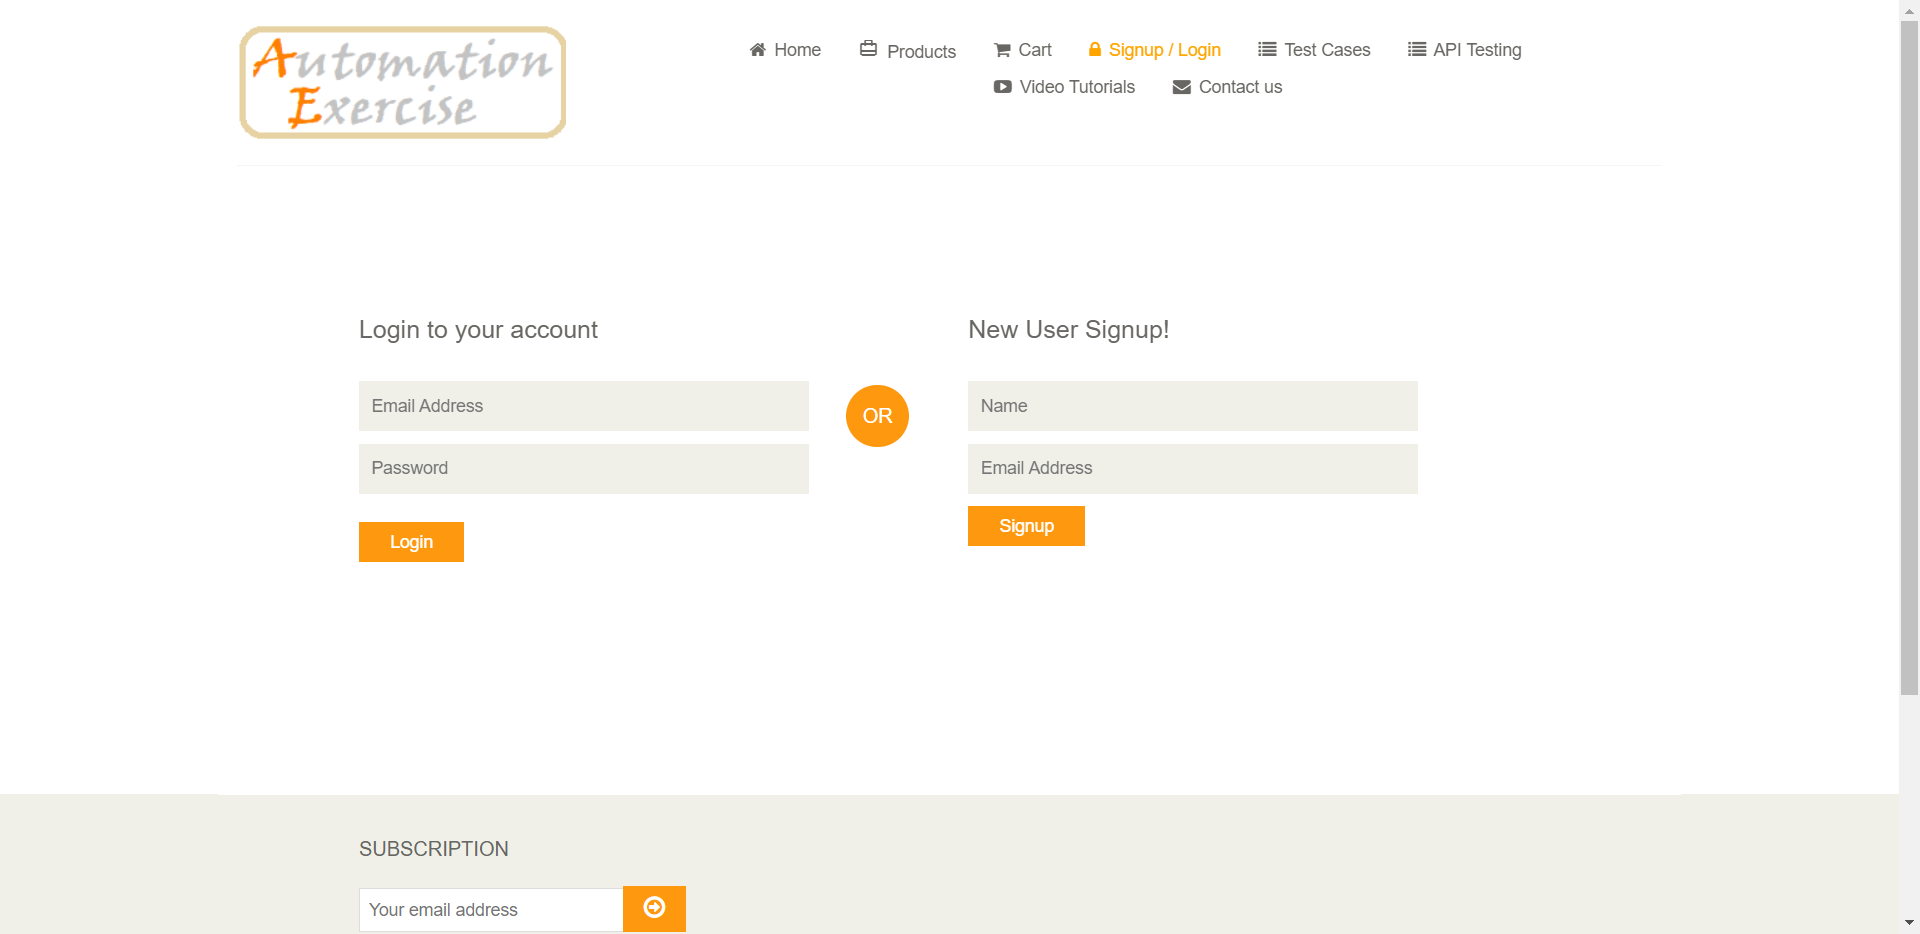 Automation
Exercise
Home Products Cart Signup / Login Test Cases API Testing
Video Tutorials Contact us
Login to your account
Email Address
Password
Login
OR
New User Signup!
Name
Email Address
Signup
SUBSCRIPTION
Your email address